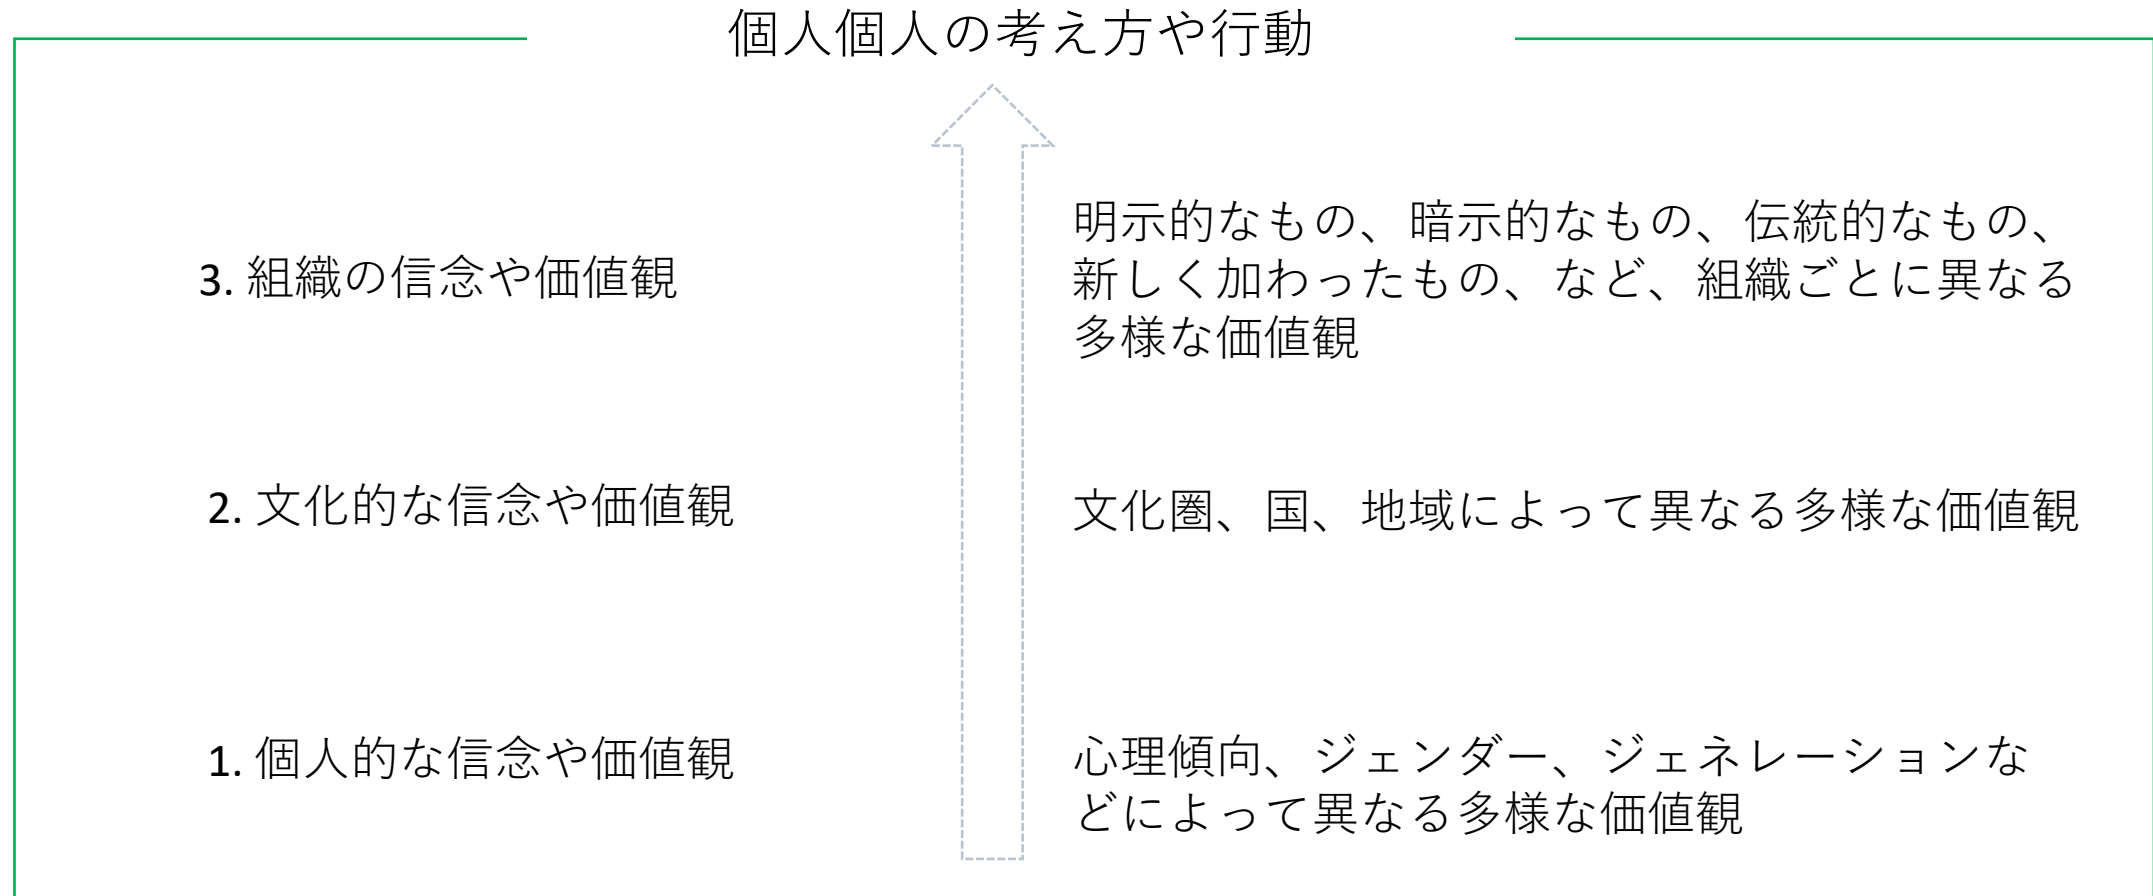 個人個人の考え方や行動
3. 組織の信念や価値観
明示的なもの、暗示的なもの、伝統的なもの、
新しく加わったもの、など、組織ごとに異なる
多様な価値観
2. 文化的な信念や価値観
文化圏、国、地域によって異なる多様な価値観
1. 個人的な信念や価値観
心理傾向、ジェンダー、ジェネレーションな
どによって異なる多様な価値観